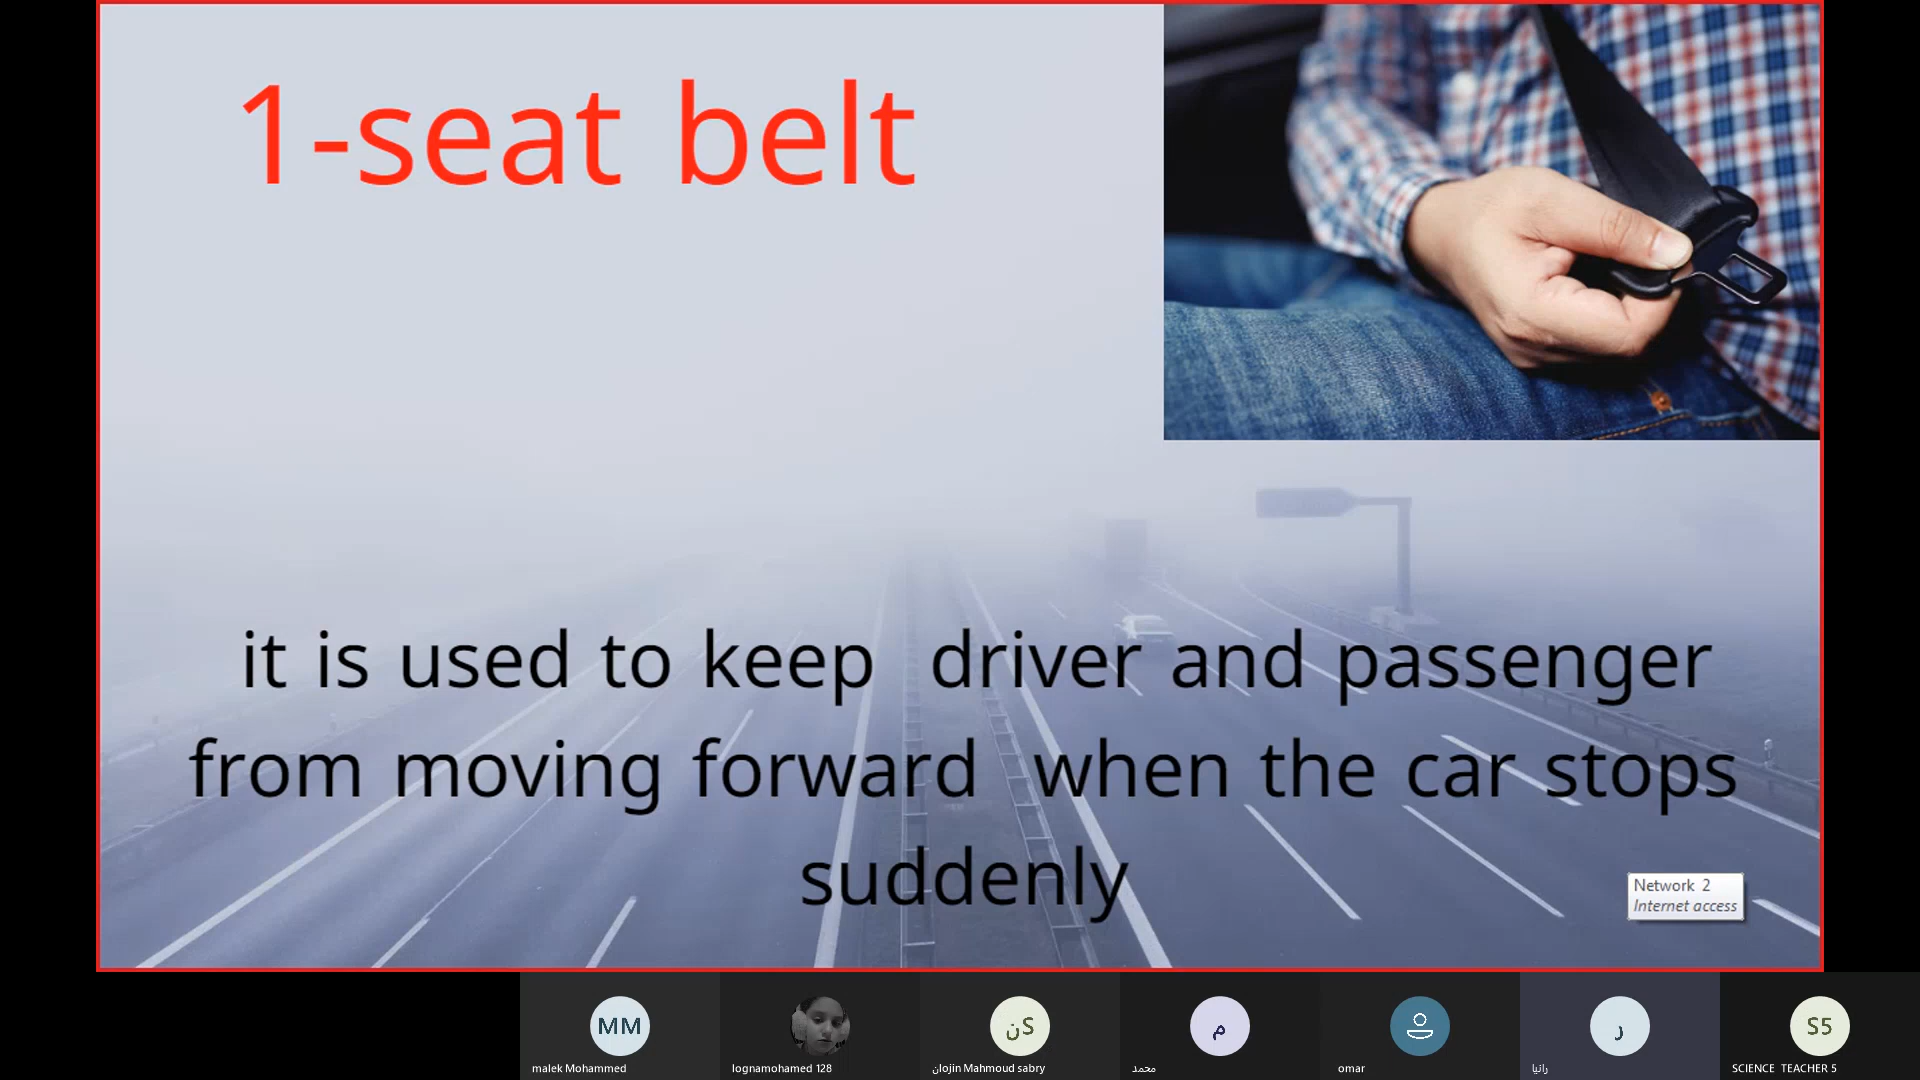 1-seat belt
it is used to keep driver and passenger
from moving forward when the car stops
suddenly
Network 2
Internet access
MM
نS
م
ر
S5
malek Mohammed
lognamohamed 128
نlojin Mahmoud sabry
محمد
omar
رانيا
SCIENCE TEACHER 5